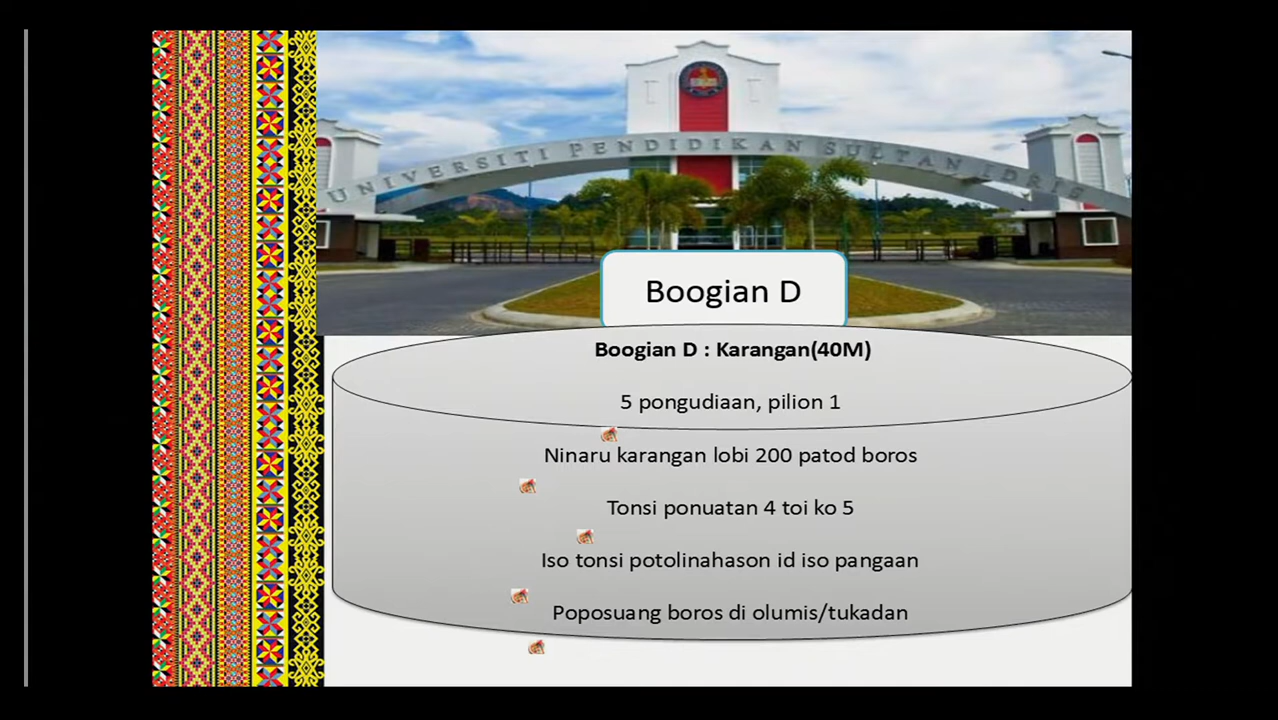 UNIVERSITI PENDIDIKAN SULTAN IDRIS
Boogian D
Boogian D : Karangan(40M)
5 pongudiaan, pilion 1
Ninaru karangan lobi 200 patod boros
Tonsi ponuatan 4 toi ko 5
Iso tonsi potolinahason id iso pangaan
Poposuang boros di olumis/tukadan